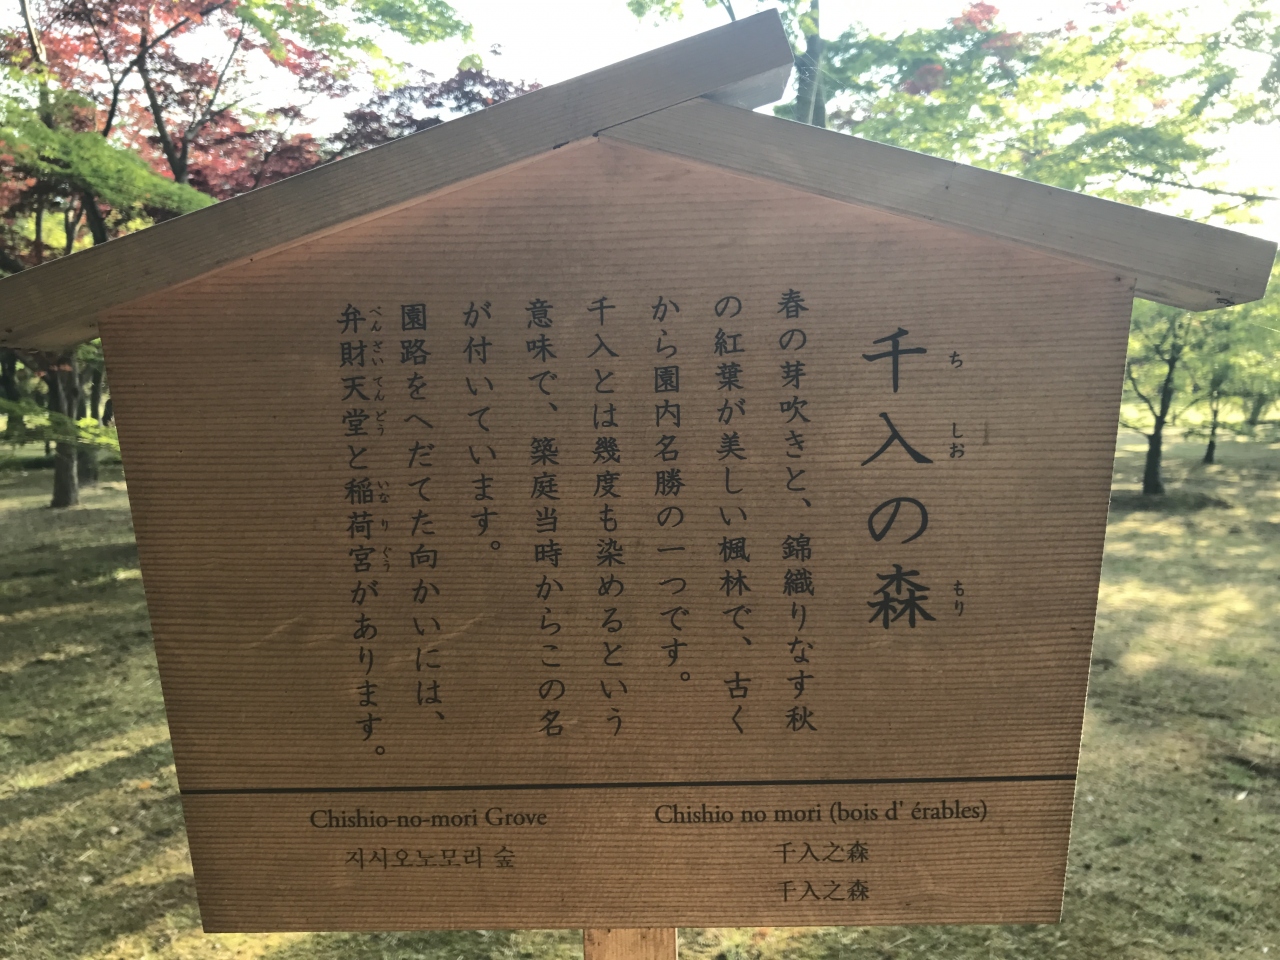 千入の森
ち しお もり
春の芽吹きと、錦織りなす秋
の紅葉が美しい楓林で、古く
から園内名勝の一つです。
千入とは幾度も染めるという
意味で、築庭当時からこの名
が付いています。
園路をへだてた向かいには、
弁財天堂と稲荷宮があります。
べんざいてんどう いなりぐう
Chishio-no-mori Grove
지시오노모리 숲
Chishio no mori (bois d' érables)
千入之森
千入之森